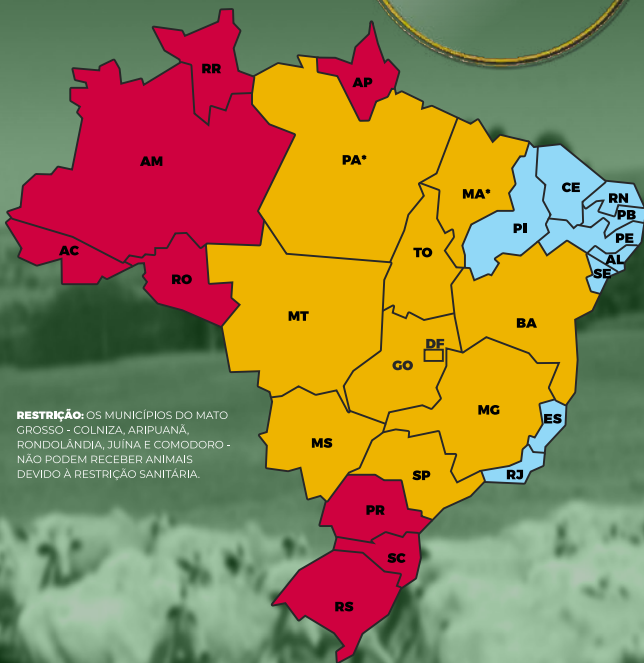 RR
AP
AM
PA*
MA*
CE
RN
PB
PI
PE
AC
TO
AL
SE
RO
MT
BA
DF
GO
MG
RESTRIÇÃO: OS MUNICÍPIOS DO MATO
GROSSO - COLNIZA, ARIPUANÃ,
RONDOLÂNDIA, JUÍNA E COMODORO -
NÃO PODEM RECEBER ANIMAIS
DEVIDO À RESTRIÇÃO SANITÁRIA.
ES
MS
SP
RJ
PR
SC
RS